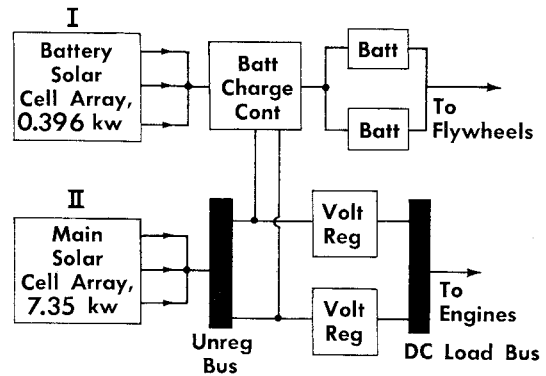 I
Battery
Solar
Cell Array,
0.396 kw
Batt
Charge
Cont
Batt
Batt
To
Flywheels
II
Main
Solar
Cell Array,
7.35 kw
Unreg
Bus
Volt
Reg
Volt
Reg
To
Engines
DC Load Bus